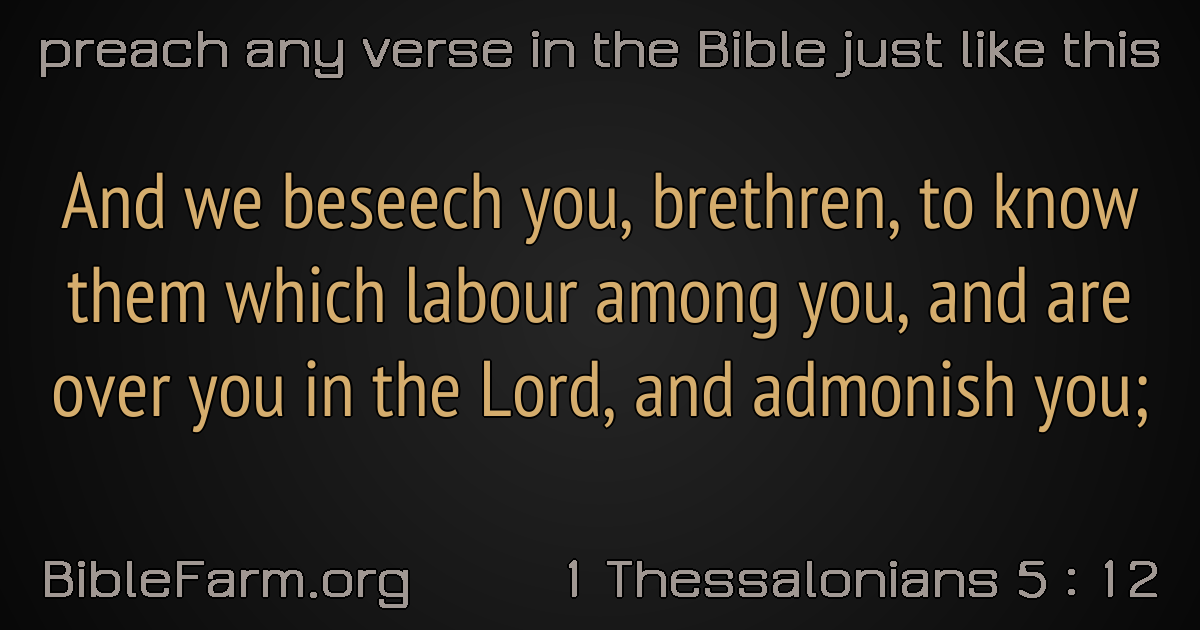 preach any verse in the Bible just like this
And we beseech you, brethren, to know
them which labour among you, and are
over you in the Lord, and admonish you;
BibleFarm.org
1 Thessalonians 5 : 12